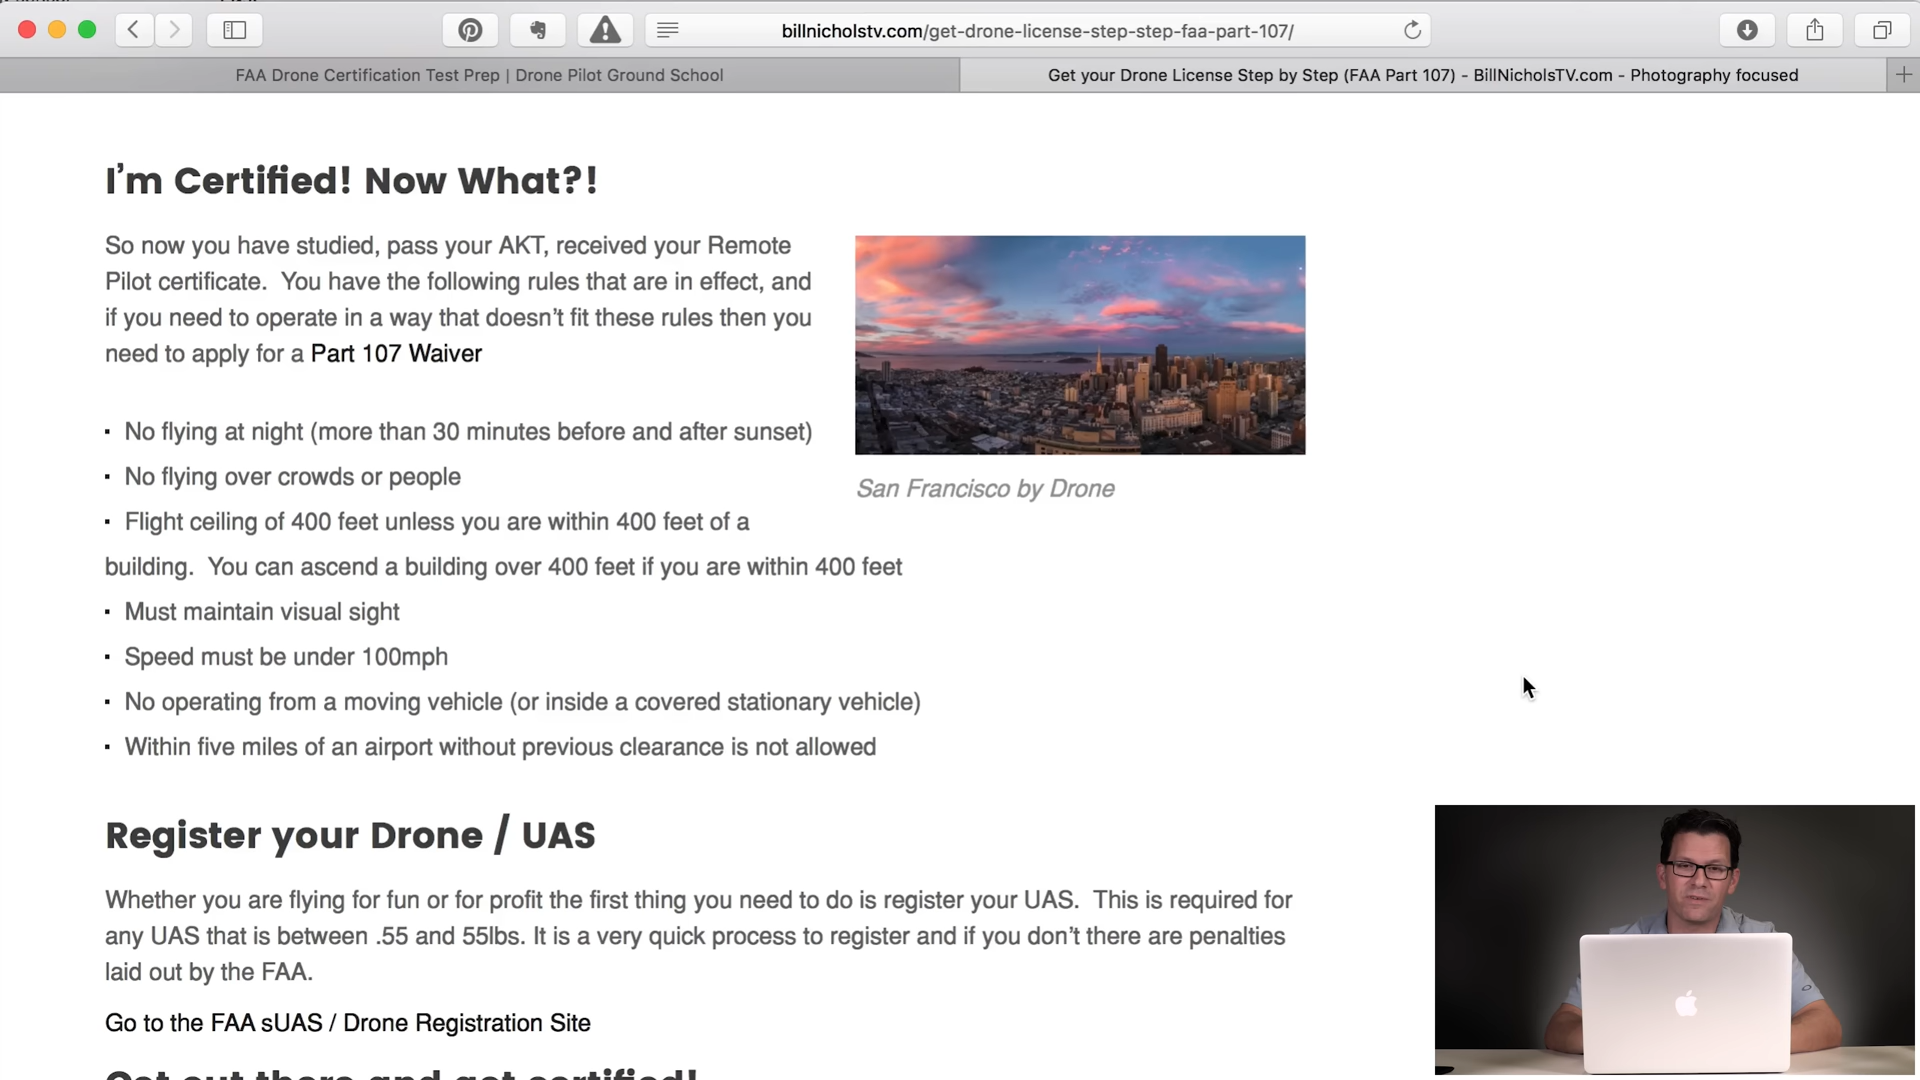 billnicholstv.com/get-drone-license-step-step-faa-part-107/
FAA Drone Certification Test Prep | Drone Pilot Ground School
Get your Drone License Step by Step (FAA Part 107) - BillNicholsTV.com - Photography focused
I’m Certified! Now What?!
So now you have studied, pass your AKT, received your Remote
Pilot certificate.  You have the following rules that are in effect, and
if you need to operate in a way that doesn’t fit these rules then you
need to apply for a Part 107 Waiver
· No flying at night (more than 30 minutes before and after sunset)
· No flying over crowds or people
· Flight ceiling of 400 feet unless you are within 400 feet of a
building.  You can ascend a building over 400 feet if you are within 400 feet
· Must maintain visual sight
· Speed must be under 100mph
· No operating from a moving vehicle (or inside a covered stationary vehicle)
· Within five miles of an airport without previous clearance is not allowed
San Francisco by Drone
Register your Drone / UAS
Whether you are flying for fun or for profit the first thing you need to do is register your UAS.  This is required for
any UAS that is between .55 and 55lbs. It is a very quick process to register and if you don’t there are penalties
laid out by the FAA.
Go to the FAA sUAS / Drone Registration Site
Get out there and get certified!